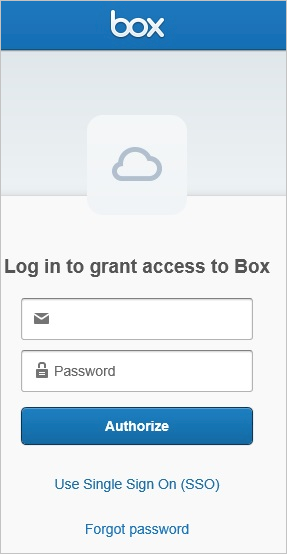 box
Log in to grant access to Box
Password
Authorize
Use Single Sign On (SSO)
Forgot password